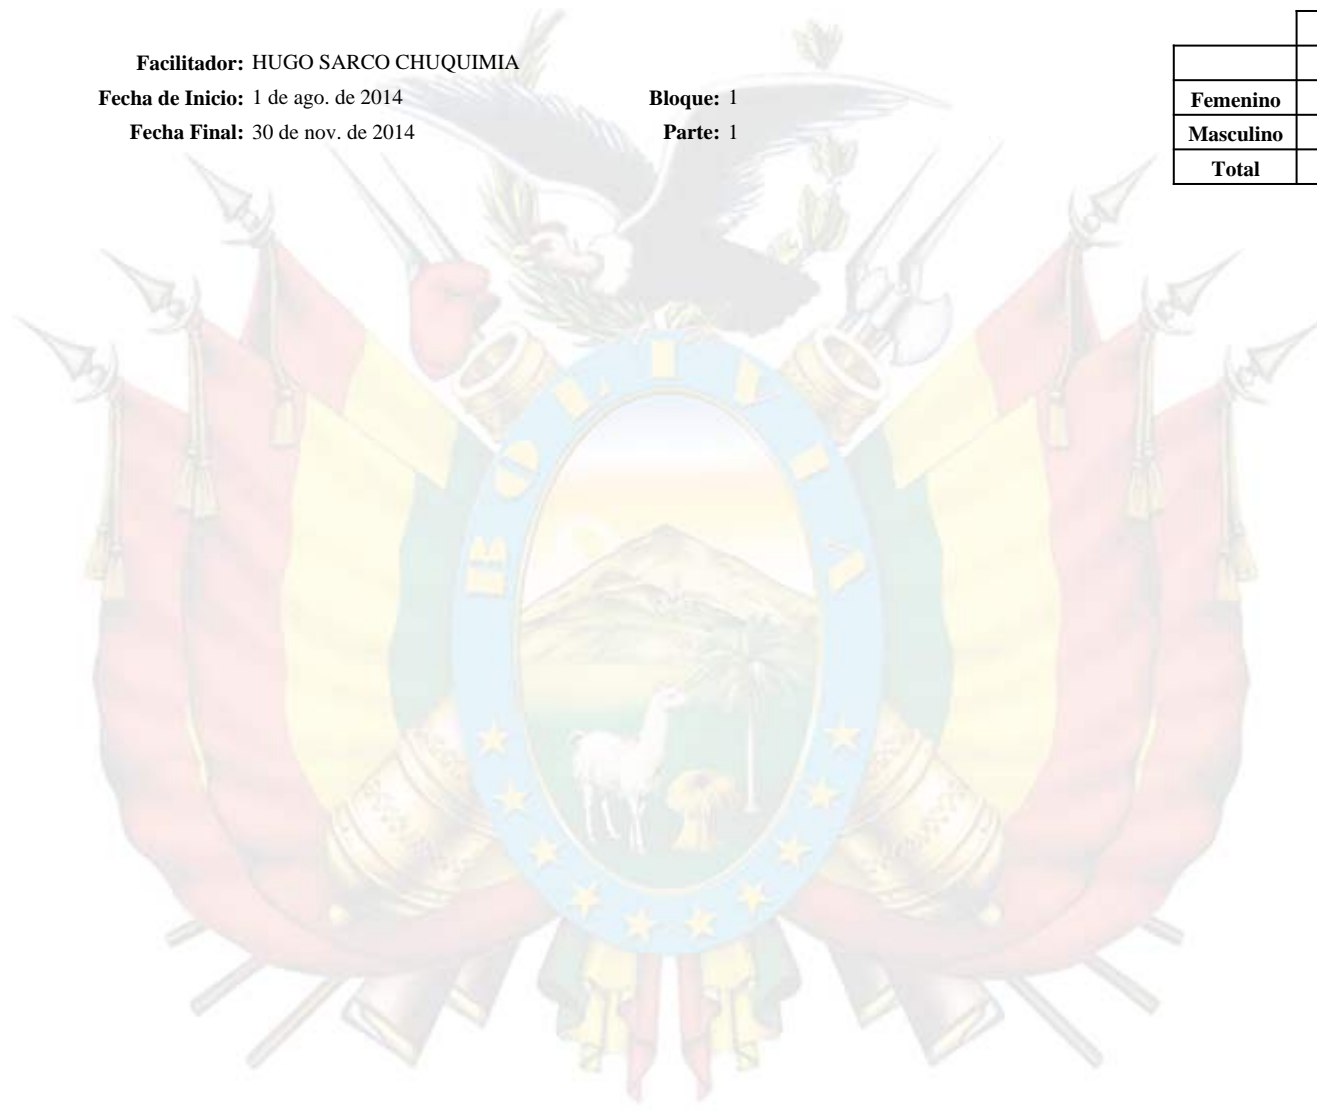 Facilitador: HUGO SARCO CHUQUIMIA
Fecha de Inicio: 1 de ago. de 2014 Bloque: 1
Fecha Final: 30 de nov. de 2014 Parte: 1
Femenino
Masculino
Total
BOLIVIA